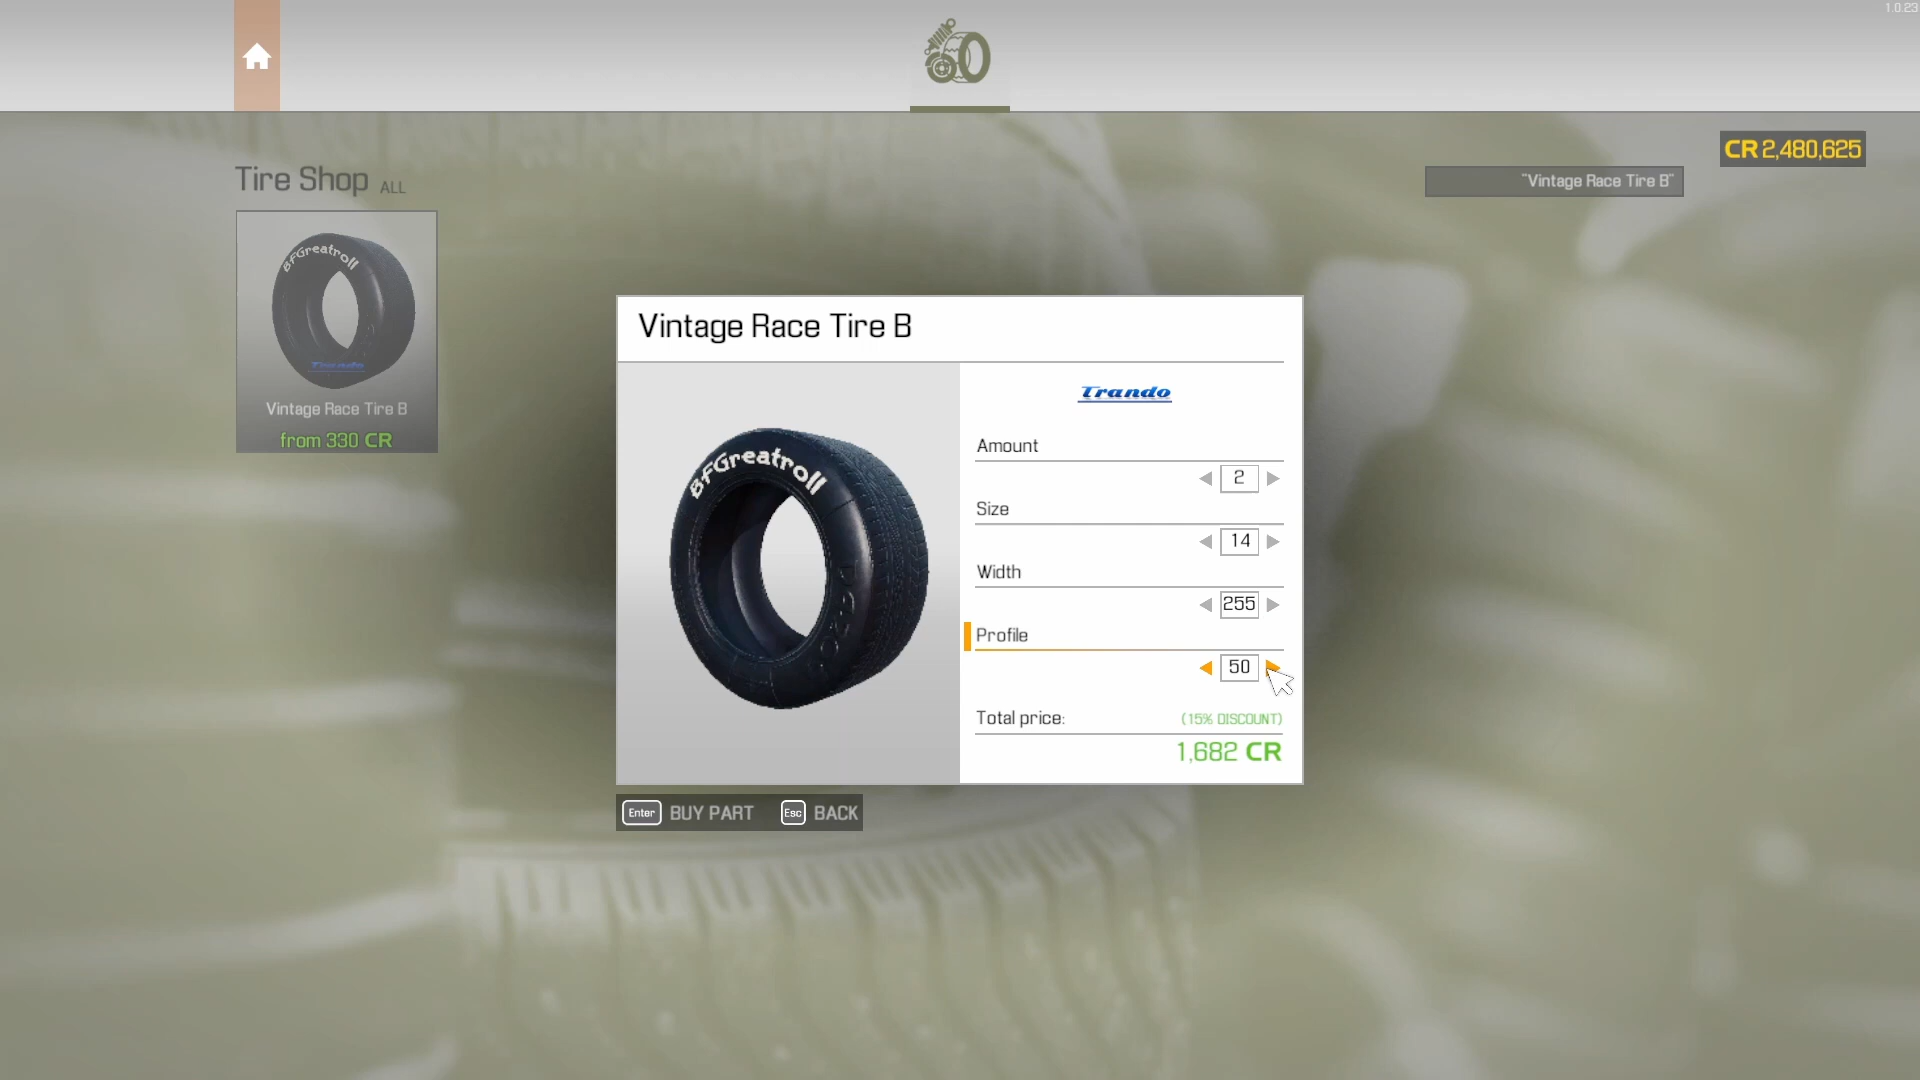 1.0.23
CR 2,480,625
Tire Shop ALL
"Vintage Race Tire B"
BFGreatroll
Trando
Vintage Race Tire B
from 330 CR
Vintage Race Tire B
BFGreatroll
Trando
Amount
2
Size
14
Width
255
Profile
50
Total price: (15% DISCOUNT)
1,682 CR
Enter BUY PART Esc BACK